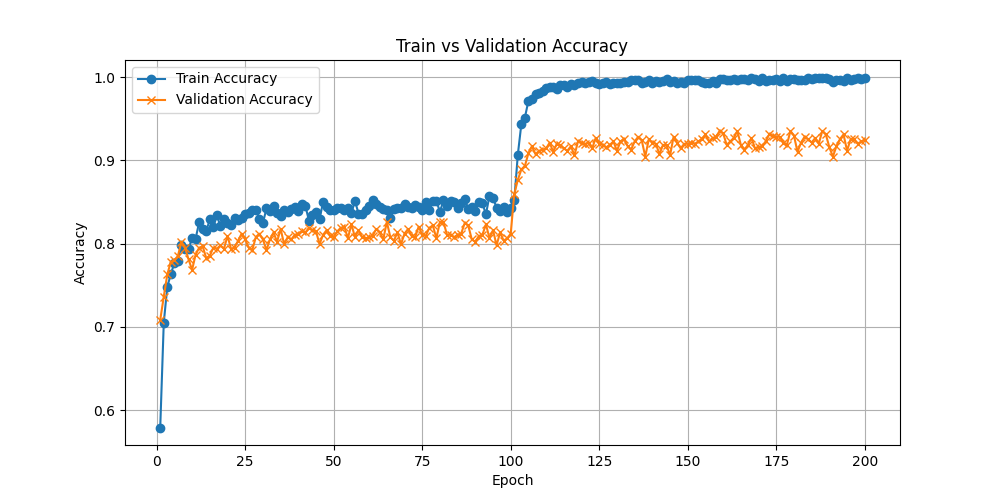 Train vs Validation Accuracy
Train Accuracy
Validation Accuracy
Accuracy
1.0
0.9
0.8
0.7
0.6
0 25 50 75 100 125 150 175 200
Epoch